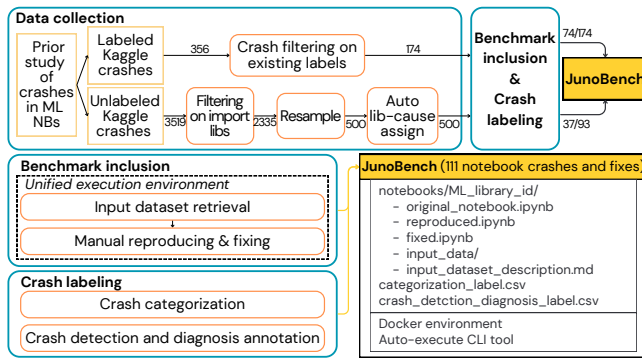 Data collection
Prior
study of
crashes
in ML
NBs
Labeled
Kaggle
crashes
356
Crash filtering on
existing labels
174
Unlabeled
Kaggle
crashes
3519
Filtering
on import
libs
2335
Resample
500
Auto
lib-cause
assign
500
Benchmark
inclusion
&
Crash
labeling
74/174
JunoBench
37/93
Benchmark inclusion
Unified execution environment
Input dataset retrieval
Manual reproducing & fixing
Crash labeling
Crash categorization
Crash detection and diagnosis annotation
JunoBench (111 notebook crashes and fixes)
notebooks/ML_library_id/
- original_notebook.ipynb
- reproduced.ipynb
- fixed.ipynb
- input_data/
- input_dataset_description.md
categorization_label.csv
crash_detction_diagnosis_label.csv
Docker environment
Auto-execute CLI tool